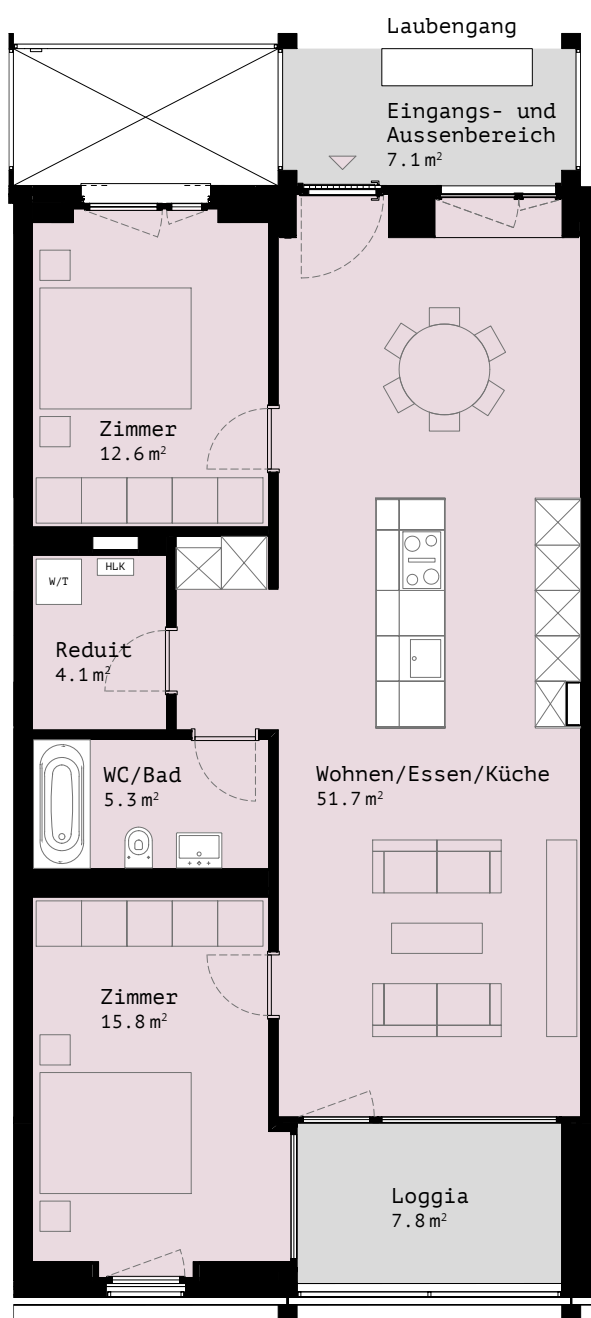 Laubengang
Eingangs- und
Aussenbereich
7.1 m²
Zimmer
12.6 m²
HLK
W/T
Reduit
4.1 m²
WC/Bad
5.3 m²
Wohnen/Essen/Küche
51.7 m²
Zimmer
15.8 m²
Loggia
7.8 m²